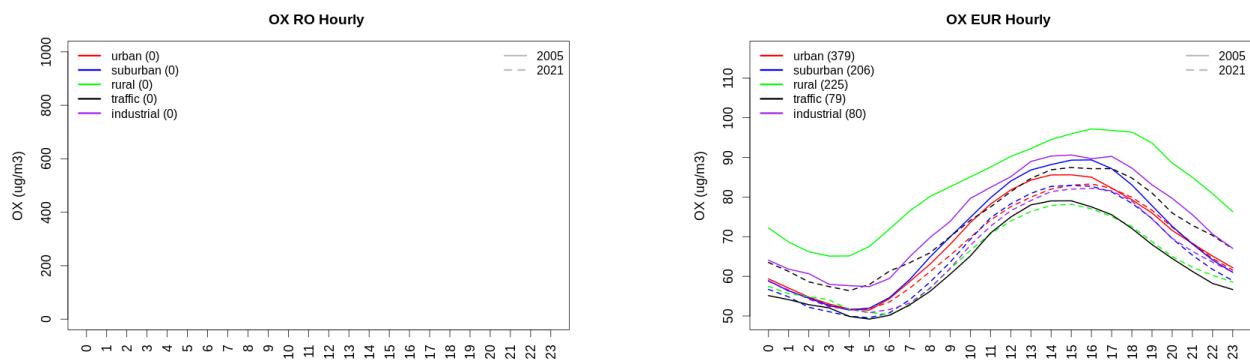 OX RO Hourly
OX (ug/m3)
1000
800
600
400
200
0
urban (0)
suburban (0)
rural (0)
traffic (0)
industrial (0)
2005
2021
0 1 2 3 4 5 6 7 8 9 10 11 12 13 14 15 16 17 18 19 20 21 22 23
OX EUR Hourly
OX (ug/m3)
110
100
90
80
70
60
50
urban (379)
suburban (206)
rural (225)
traffic (79)
industrial (80)
2005
2021
0 1 2 3 4 5 6 7 8 9 10 11 12 13 14 15 16 17 18 19 20 21 22 23